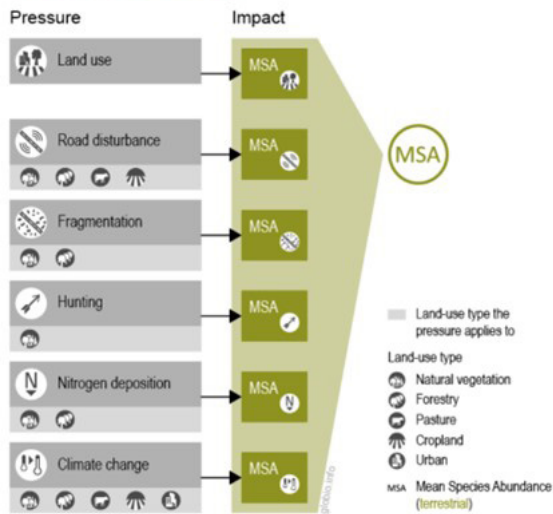 Pressure
Impact
Land use
MSA
Road disturbance
MSA
MSA
Fragmentation
MSA
Hunting
MSA
Land-use type the
pressure applies to
Land-use type
Natural vegetation
Forestry
Pasture
Cropland
Urban
Nitrogen deposition
N
MSA
N
Climate change
MSA
MSA Mean Species Abundance
(terrestrial)
globio.info